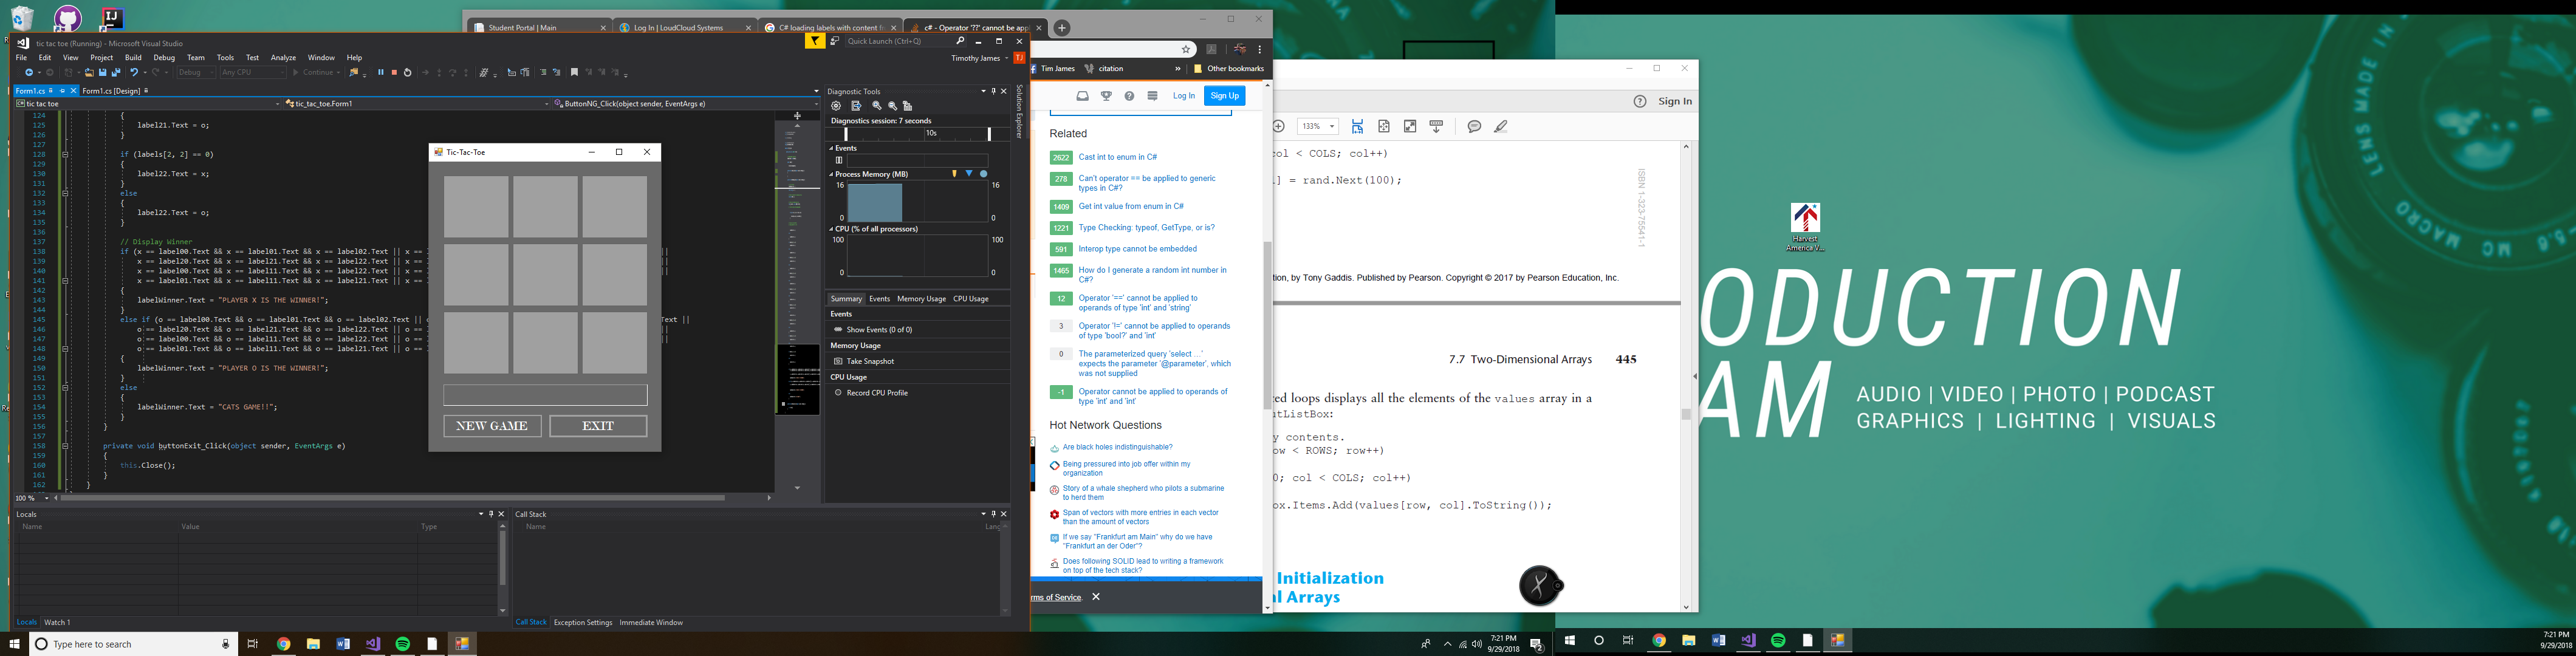 Student Portal | Main
Log In | LoudCloud Systems
C# loading labels with content f
c# - Operator '??' cannot be app
tic tac toe (Running) - Microsoft Visual Studio
Quick Launch (Ctrl+Q)
File Edit View Project Build Debug Team Tools Test Analyze Window Help
Timothy James TJ
Debug Any CPU Continue
Form1.cs Form1.cs [Design]
tic tac toe tic_tac_toe.Form1 ButtonNG_Click(object sender, EventArgs e)
124 {
125 label21.Text = o;
126 }
127
128 if (labels[2, 2] == 0)
129 {
130 label22.Text = x;
131 }
132 else
133 {
134 label22.Text = o;
135 }
136
137 // Display Winner
138 if (x == label00.Text && x == label01.Text && x == label02.Text || x ==
139 x == label20.Text && x == label21.Text && x == label22.Text || x ==
140 x == label00.Text && x == label11.Text && x == label22.Text || x ==
141 x == label01.Text && x == label11.Text && x == label21.Text || x ==
142 {
143 labelWinner.Text = "PLAYER X IS THE WINNER!";
144 }
145 else if (o == label00.Text && o == label01.Text && o == label02.Text || Text ||
146 o == label20.Text && o == label21.Text && o == label22.Text || o == ||
147 o == label00.Text && o == label11.Text && o == label22.Text || o == ||
148 o == label01.Text && o == label11.Text && o == label21.Text || o ==
149 {
150 labelWinner.Text = "PLAYER O IS THE WINNER!";
151 }
152 else
153 {
154 labelWinner.Text = "CATS GAME!!";
155 }
156 }
157
158 private void buttonExit_Click(object sender, EventArgs e)
159 {
160 this.Close();
161 }
162 }
100 %
Tic-Tac-Toe
NEW GAME EXIT
Diagnostic Tools
Diagnostics session: 7 seconds
10s
Events
Process Memory (MB)
16 16
0 0
CPU (% of all processors)
100 100
0 0
Summary Events Memory Usage CPU Usage
Events
Show Events (0 of 0)
Memory Usage
Take Snapshot
CPU Usage
Record CPU Profile
Solution Explorer
Locals
Name Value Type
Locals Watch 1
Call Stack
Name Lang
Call Stack Exception Settings Immediate Window
Tim James citation » Other bookmarks
Log In Sign Up
Related
2622 Cast int to enum in C#
278 Can't operator == be applied to generic
types in C#?
1409 Get int value from enum in C#
1221 Type Checking: typeof, GetType, or is?
591 Interop type cannot be embedded
1465 How do I generate a random int number in
C#?
12 Operator '==' cannot be applied to
operands of type 'int' and 'string'
3 Operator '!=' cannot be applied to operands
of type 'bool?' and 'int'
0 The parameterized query 'select ...'
expects the parameter '@parameter', which
was not supplied
-1 Operator cannot be applied to operands of
type 'int' and 'int'
Hot Network Questions
Are black holes indistinguishable?
Being pressured into job offer within my
organization
Story of a whale shepherd who pilots a submarine
to herd them
Span of vectors with more entries in each vector
than the amount of vectors
If we say "Frankfurt am Main" why do we have
"Frankfurt an der Oder"?
Does following SOLID lead to writing a framework
on top of the tech stack?
rms of Service.
Sign In
133%
col < COLS; col++)
] = rand.Next(100);
ISBN 1-323-75541-1
tion, by Tony Gaddis. Published by Pearson. Copyright © 2017 by Pearson Education, Inc.
7.7 Two-Dimensional Arrays 445
ed loops displays all the elements of the values array in a
utListBox:
y contents.
ow < ROWS; row++)
0; col < COLS; col++)
ox.Items.Add(values[row, col].ToString());
Initialization
al Arrays
Harvest
America V...
LENS MADE IN
MACRO MC
ODUCTION
AM
AUDIO | VIDEO | PHOTO | PODCAST
GRAPHICS | LIGHTING | VISUALS
Type here to search
7:21 PM
9/29/2018
2
7:21 PM
9/29/2018